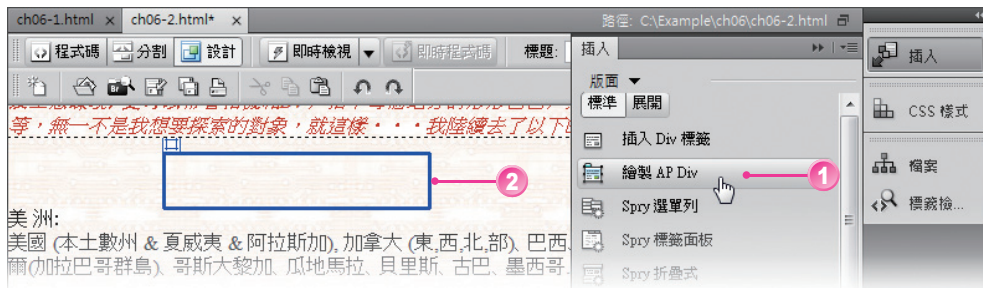 ch06-1.html × ch06-2.html* × 路徑: C:\Example\ch06\ch06-2.html
程式碼 分割 設計 即時檢視 即時程式碼 標題:
等，無一不是我想要探索的對象，就這樣・・・我陸續去了以下
2
美 洲:
美國 (本土數州 & 夏威夷 & 阿拉斯加), 加拿大 (東,西,北,部), 巴西
爾(加拉巴哥群島)、哥斯大黎加、瓜地馬拉、貝里斯、古巴、墨西哥
插入
版面
標準 展開
插入 Div 標籤
繪製 AP Div
1
Spry 選單列
Spry 標籤面板
Spry 折疊式
插入
CSS 樣式
檔案
標籤檢...